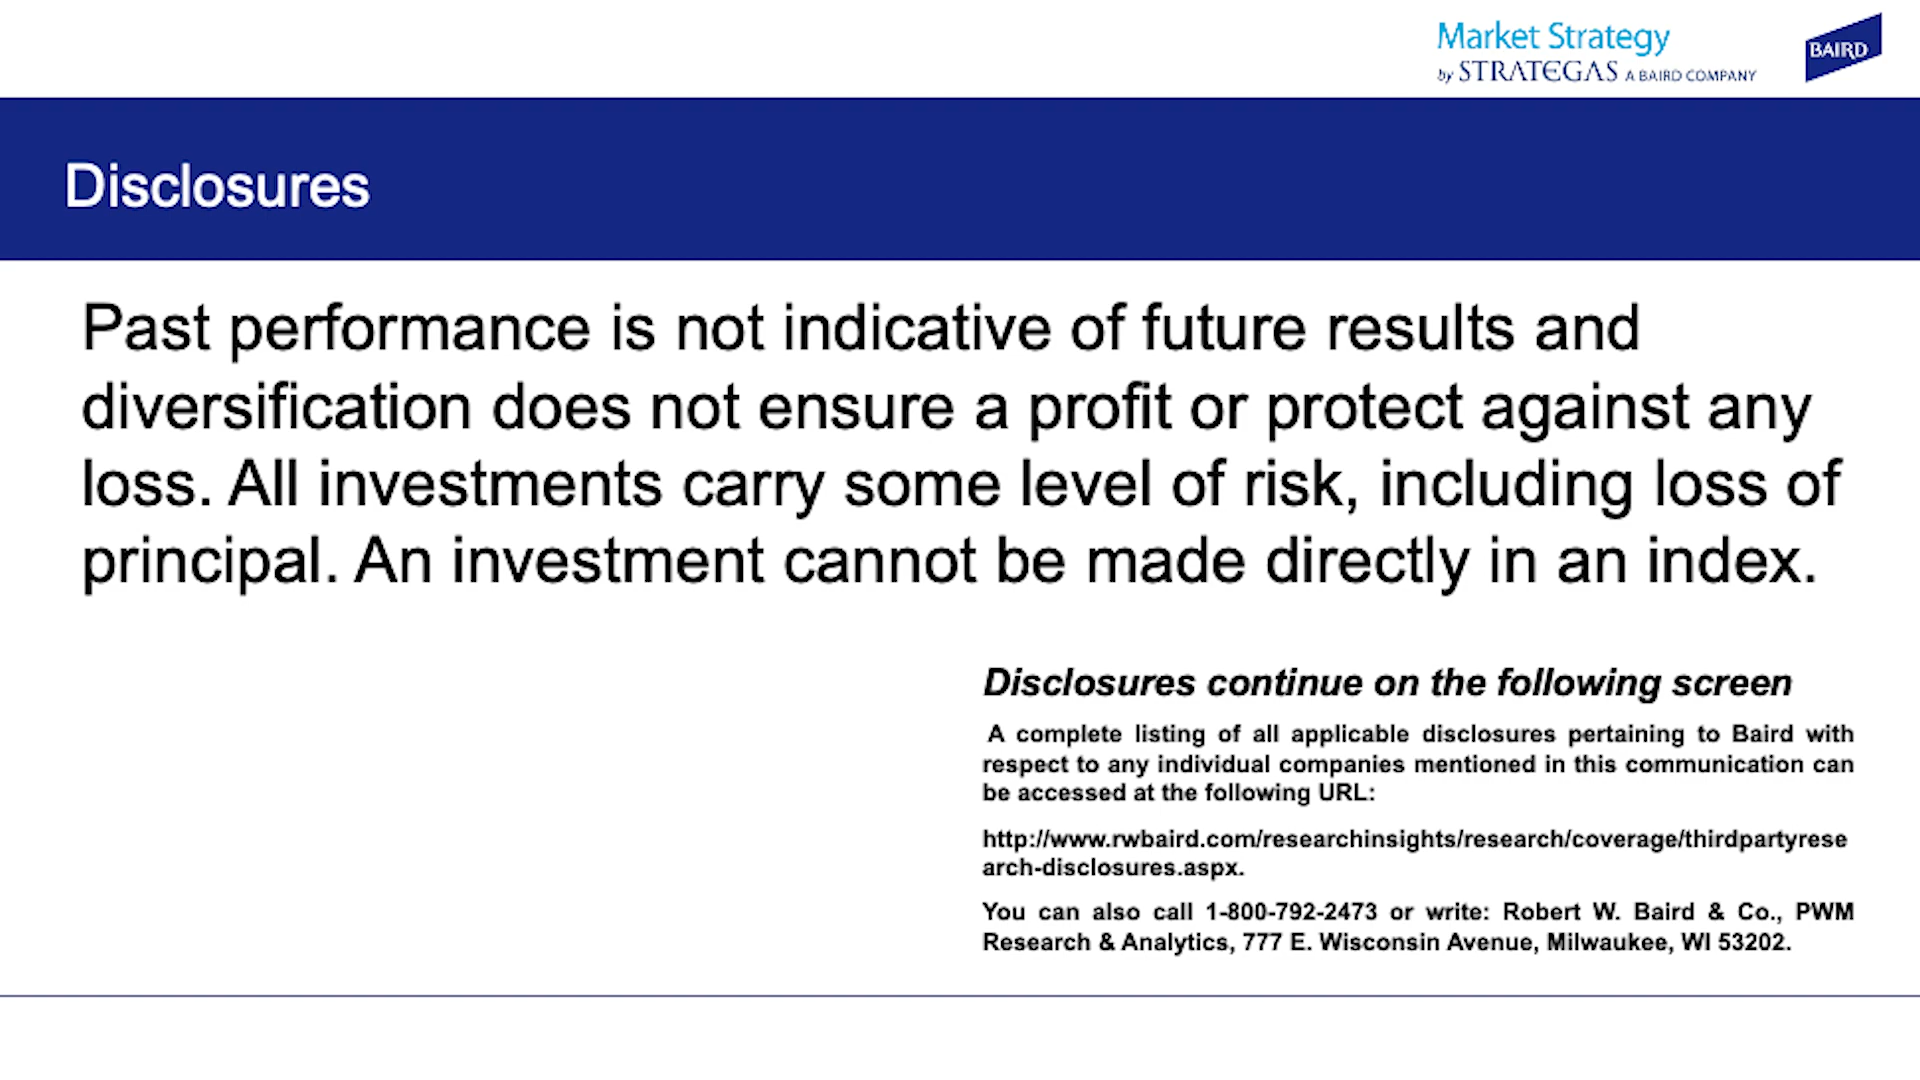 Market Strategy
by STRATEGAS A BAIRD COMPANY
BAIRD
Disclosures
Past performance is not indicative of future results and
diversification does not ensure a profit or protect against any
loss. All investments carry some level of risk, including loss of
principal. An investment cannot be made directly in an index.
Disclosures continue on the following screen
A complete listing of all applicable disclosures pertaining to Baird with
respect to any individual companies mentioned in this communication can
be accessed at the following URL:
http://www.rwbaird.com/researchinsights/research/coverage/thirdpartyrese
arch-disclosures.aspx.
You can also call 1-800-792-2473 or write: Robert W. Baird & Co., PWM
Research & Analytics, 777 E. Wisconsin Avenue, Milwaukee, WI 53202.